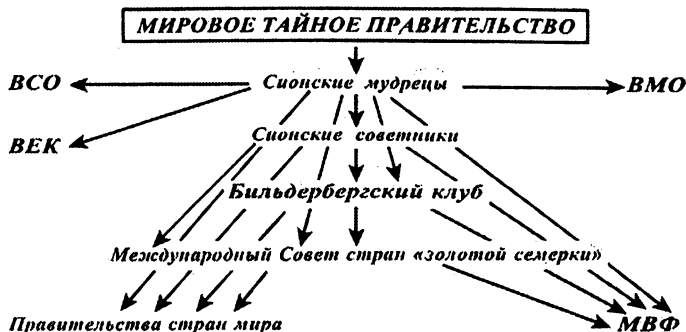 МИРОВОЕ ТАЙНОЕ ПРАВИТЕЛЬСТВО
ВСО Сионские мудрецы ВМО
Сионские советники
ВЕК
Бильдербергский клуб
Международный Совет стран «золотой семерки»
Правительства стран мира МВФ